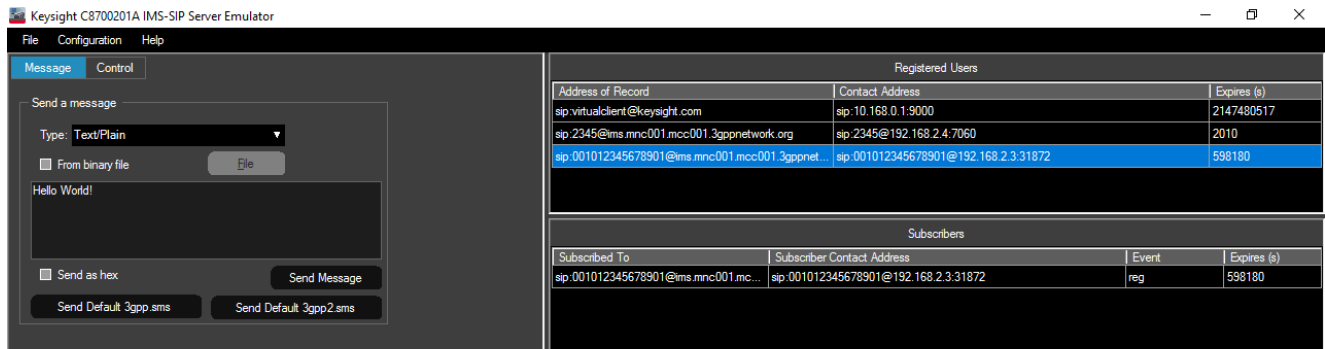 Keysight C8700201A IMS-SIP Server Emulator
File Configuration Help
Message Control
Send a message
Type: Text/Plain
From binary file File
Hello World!
Send as hex Send Message
Send Default 3gpp.sms Send Default 3gpp2.sms
Registered Users
Address of Record Contact Address Expires (s)
sip:virtualclient@keysight.com sip:10.168.0.1:9000 2147480517
sip:2345@ims.mnc001.mcc001.3gppnetwork.org sip:2345@192.168.2.4:7060 2010
sip:001012345678901@ims.mnc001.mcc001.3gppnet... sip:001012345678901@192.168.2.3:31872 598180
Subscribers
Subscribed To Subscriber Contact Address Event Expires (s)
sip:001012345678901@ims.mnc001.mc... sip:001012345678901@192.168.2.3:31872 reg 598180